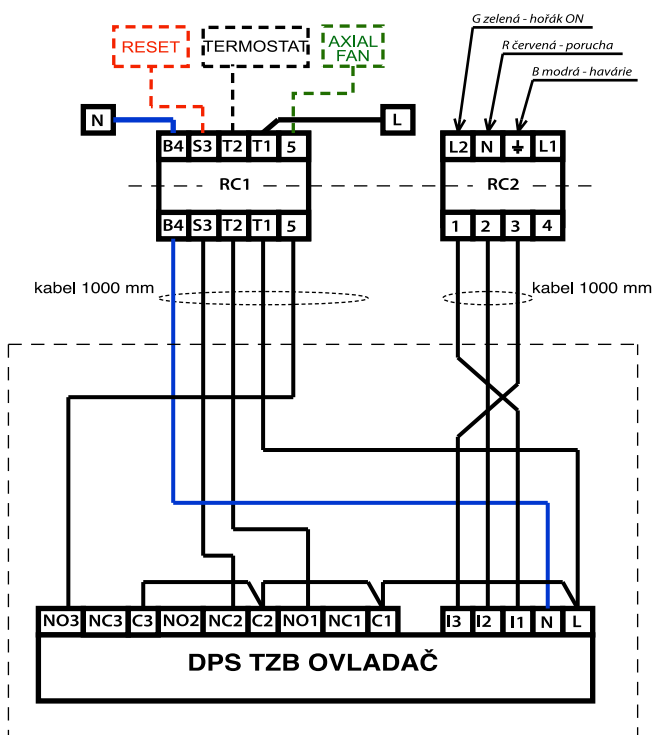 G zelená - hořák ON
R červená - porucha
B modrá - havárie
RESET
TERMOSTAT
AXIAL
FAN
N
L
B4 S3 T2 T1 5
L2 N L1
RC1
RC2
B4 S3 T2 T1 5
1 2 3 4
kabel 1000 mm
kabel 1000 mm
NO3 NC3 C3 NO2 NC2 C2 NO1 NC1 C1
I3 I2 I1 N L
DPS TZB OVLADAČ